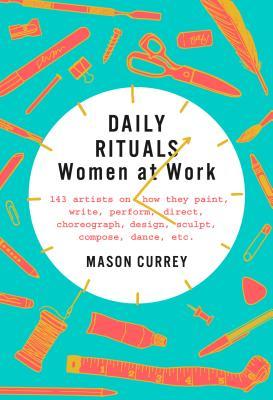 DAILY
RITUALS
Women at Work
143 artists on how they paint,
write, perform, direct,
choreograph, design, sculpt,
compose, dance, etc.
MASON CURREY